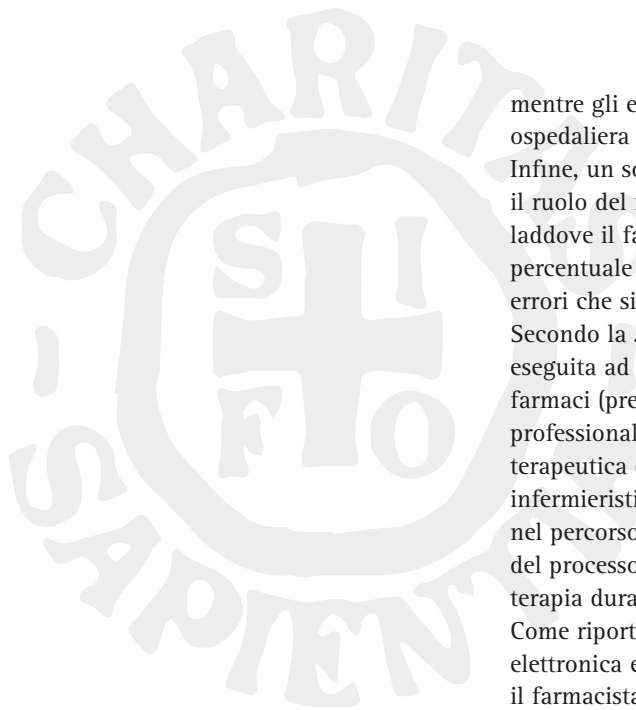 CHARITAS - SAPIENTIA -
S I
F O
mentre gli e
ospedaliera
Infine, un so
il ruolo del
laddove il fa
percentuale
errori che si
Secondo la
eseguita ad
farmaci (pre
professional
terapeutica
infermieristi
nel percorso
del processo
terapia dura
Come riport
elettronica e
il farmacista